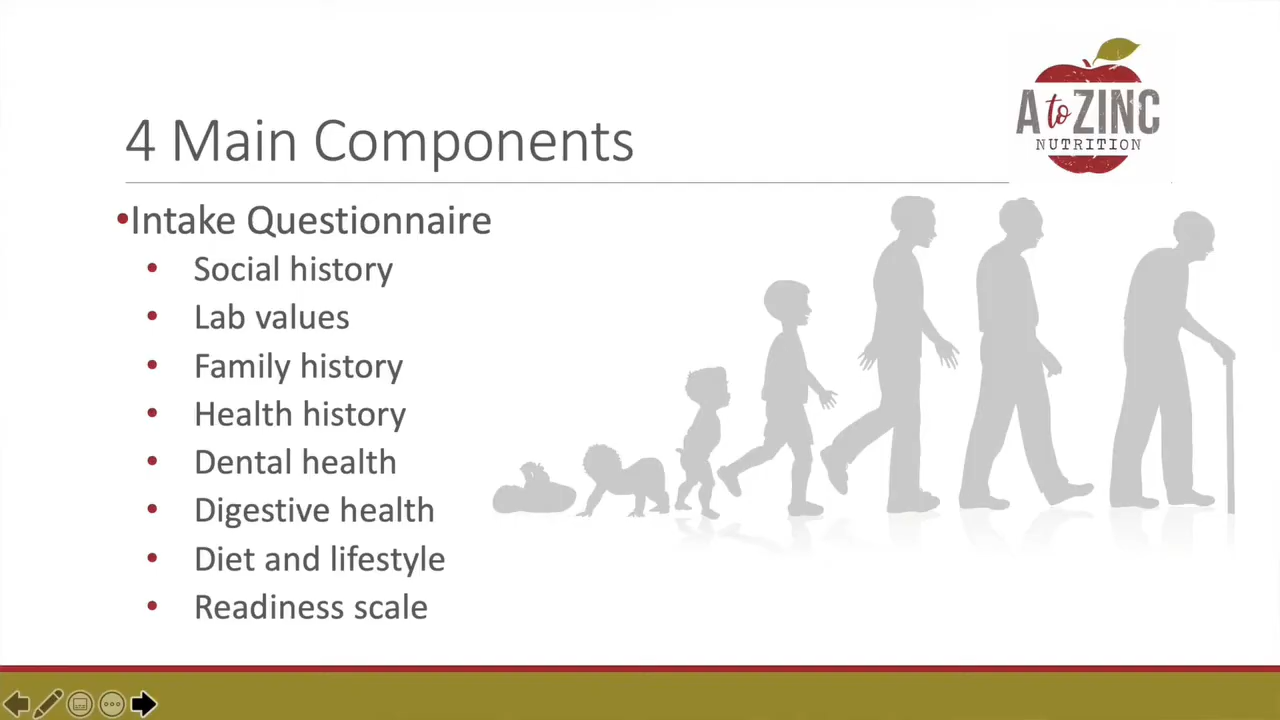 A to ZINC
NUTRITION
4 Main Components
•Intake Questionnaire
• Social history
• Lab values
• Family history
• Health history
• Dental health
• Digestive health
• Diet and lifestyle
• Readiness scale